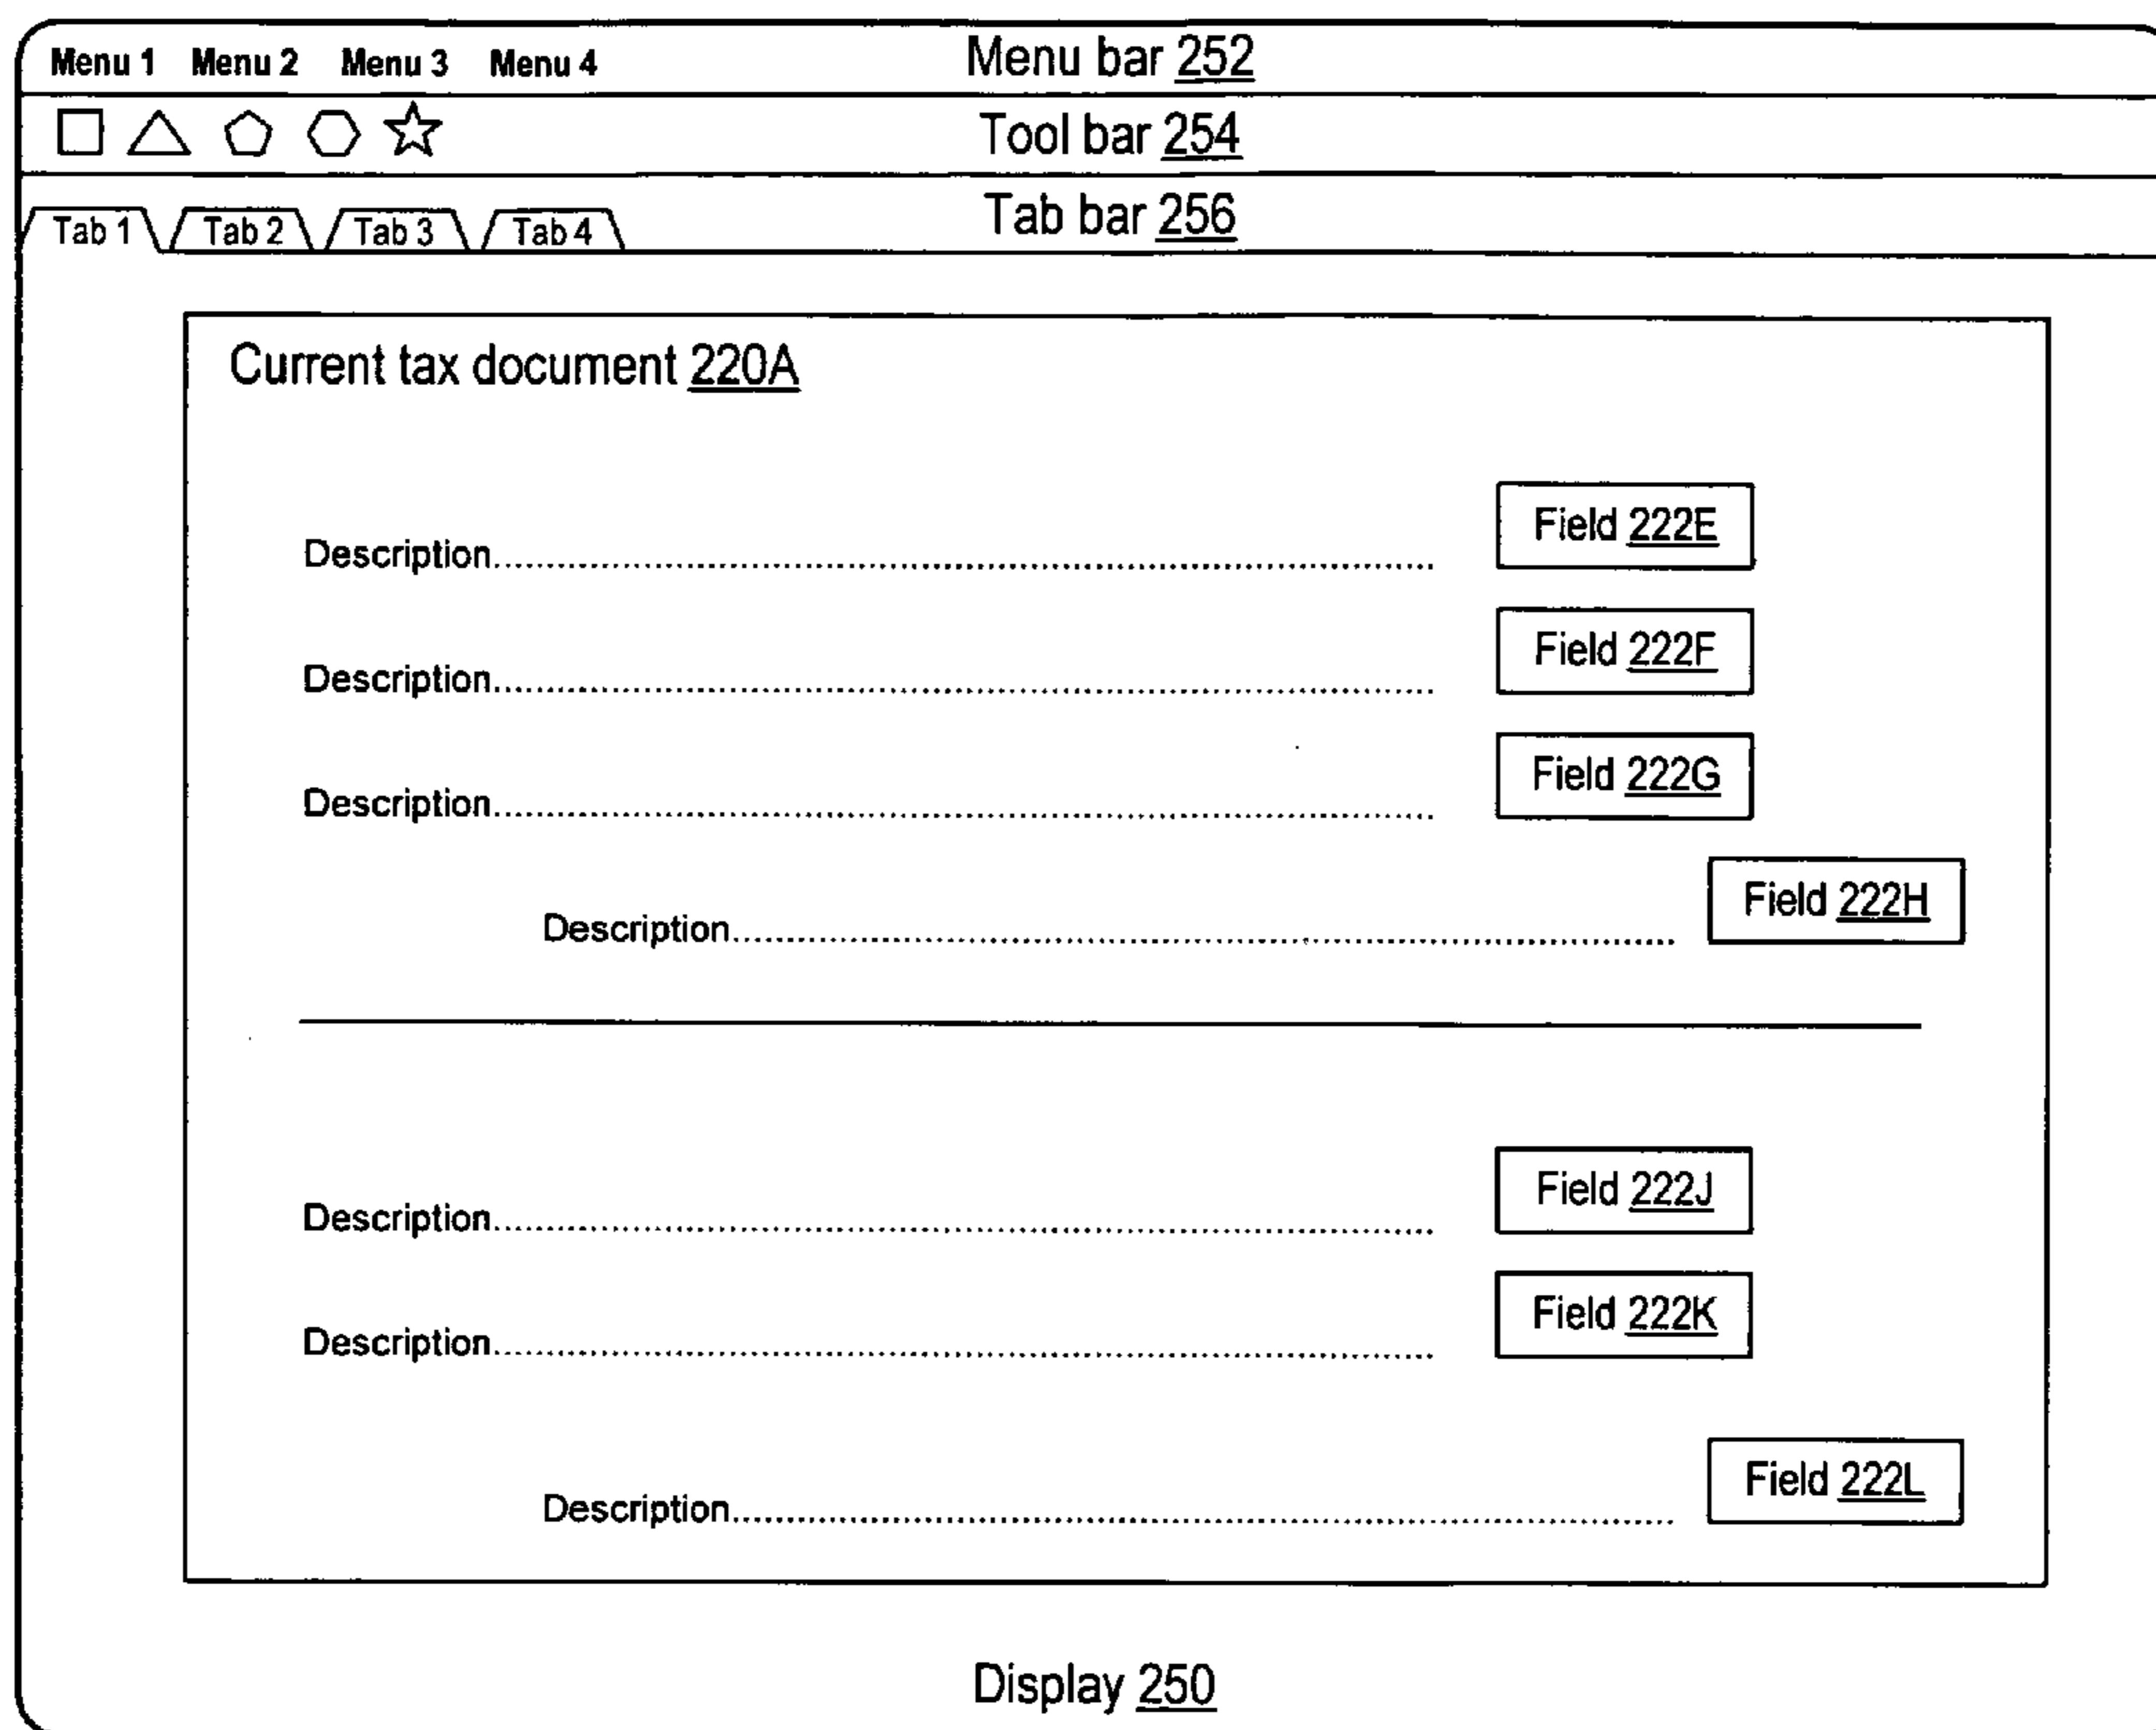 Menu 1 Menu 2 Menu 3 Menu 4 Menu bar 252
Tool bar 254
Tab bar 256
Tab 1 Tab 2 Tab 3 Tab 4
Current tax document 220A
Field 222E
Description
Field 222F
Description
Field 222G
Description
Field 222H
Description
Field 222J
Description
Field 222K
Description
Field 222L
Description
Display 250